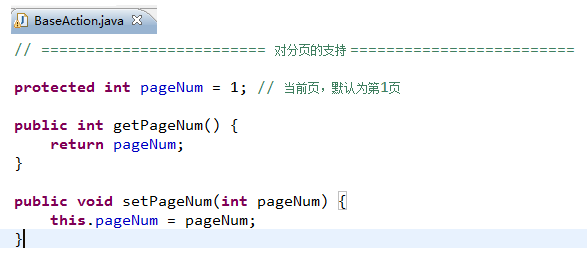 BaseAction.java
// ========================= 对分页的支持 =========================
protected int pageNum = 1; // 当前页，默认为第1页
public int getPageNum() {
return pageNum;
}
public void setPageNum(int pageNum) {
this.pageNum = pageNum;
}